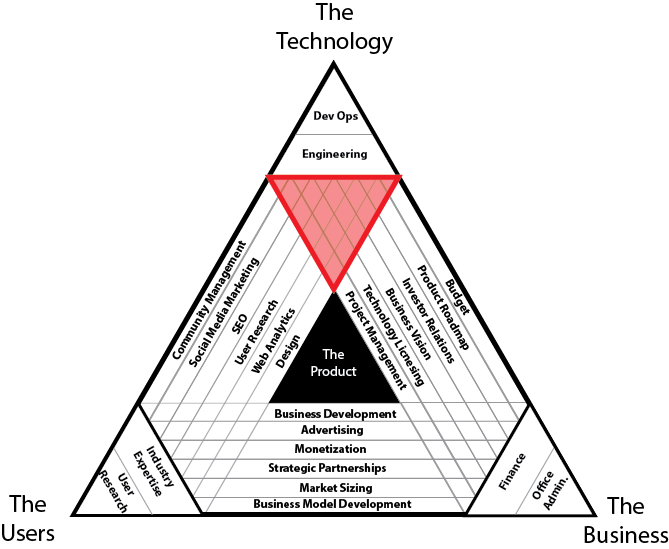 The
Technology
Dev Ops
Engineering
Community Management
Social Media Marketing
SEO
User Research
Web Analytics
Design
Budget
Product Roadmap
Investor Relations
Business Vision
Technology Licnesing
Project Management
The
Product
Business Development
Advertising
Monetization
Strategic Partnerships
Market Sizing
Business Model Development
Industry
Expertise
User
Research
Finance
Office
Admin.
The
Users
The
Business